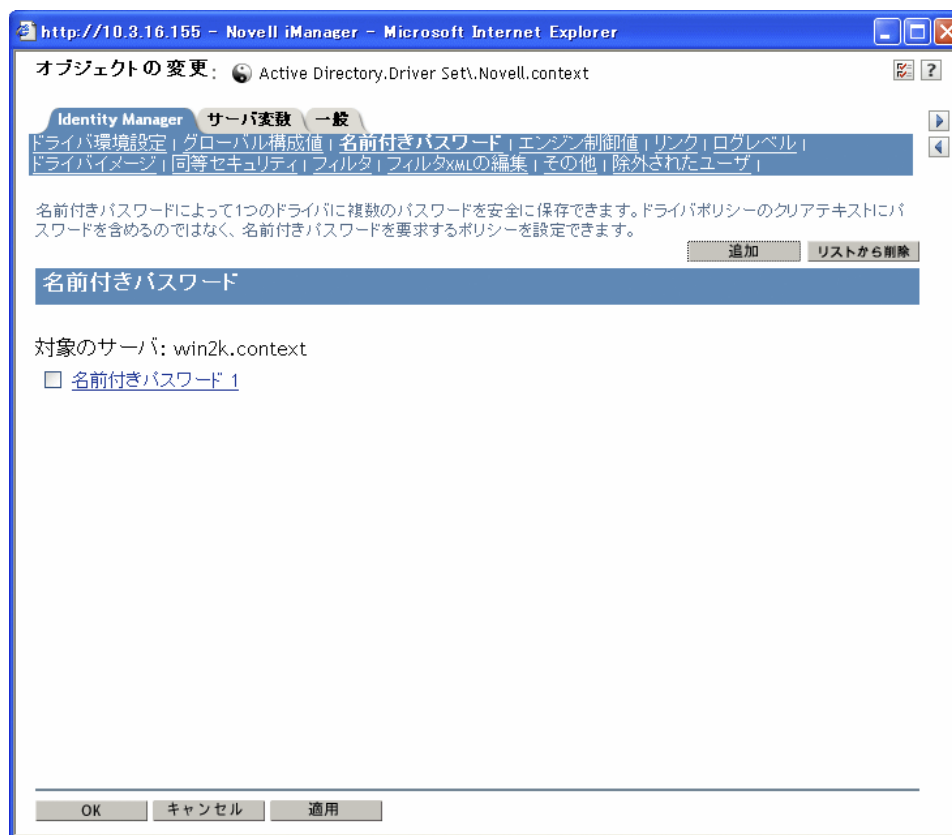 http://10.3.16.155 - Novell iManager - Microsoft Internet Explorer
オブジェクトの変更: Active Directory.Driver Set\.Novell.context
?
Identity Manager サーバ変数 一般
ドライバ環境設定 | グローバル構成値 | 名前付きパスワード | エンジン制御値 | リンク | ログレベル |
ドライバイメージ | 同等セキュリティ | フィルタ | フィルタXMLの編集 | その他 | 除外されたユーザ |
名前付きパスワードによって1つのドライバに複数のパスワードを安全に保存できます。ドライバポリシーのクリアテキストにパ
スワードを含めるのではなく、名前付きパスワードを要求するポリシーを設定できます。
追加 リストから削除
名前付きパスワード
対象のサーバ: win2k.context
名前付きパスワード 1
OK キャンセル 適用